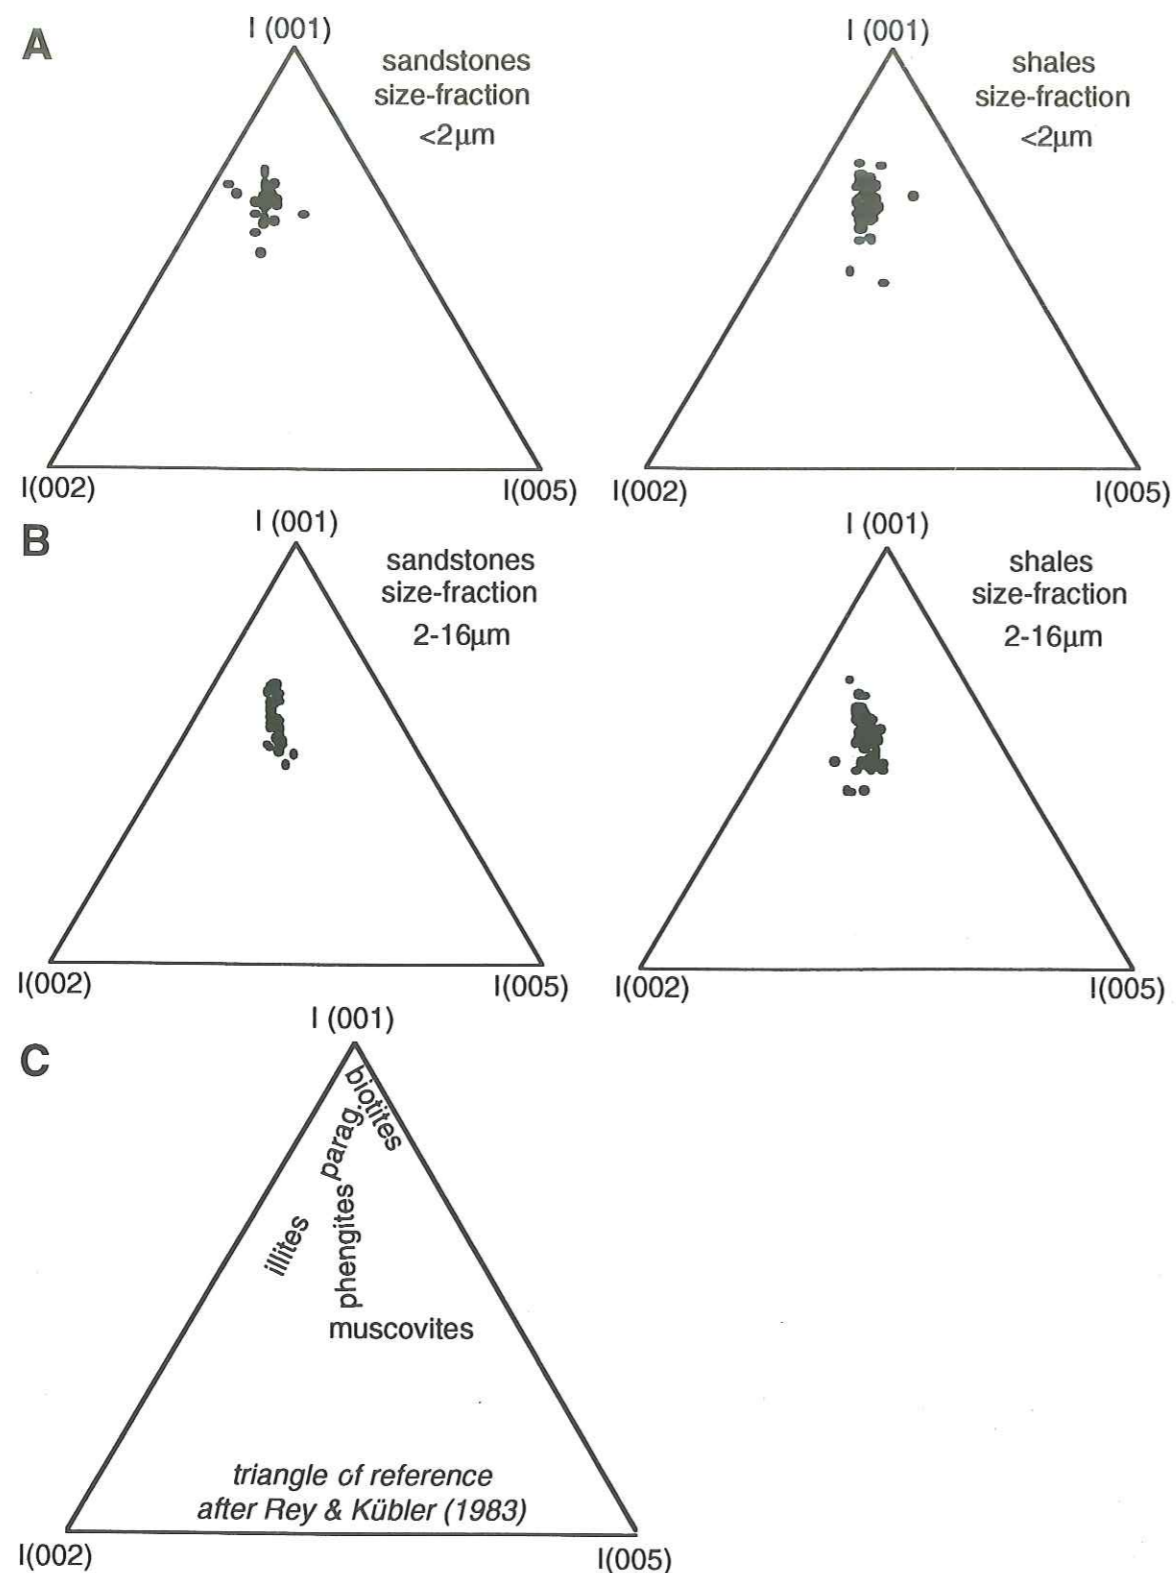 A
I (001)
sandstones
size-fraction
<2µm
I(002)
I(005)
I (001)
shales
size-fraction
<2µm
I(002)
I(005)
B
I (001)
sandstones
size-fraction
2-16µm
I(002)
I(005)
I (001)
shales
size-fraction
2-16µm
I(002)
I(005)
C
I (001)
biotites
parag.
phengites
illites
muscovites
triangle of reference
after Rey & Kübler (1983)
I(002)
I(005)